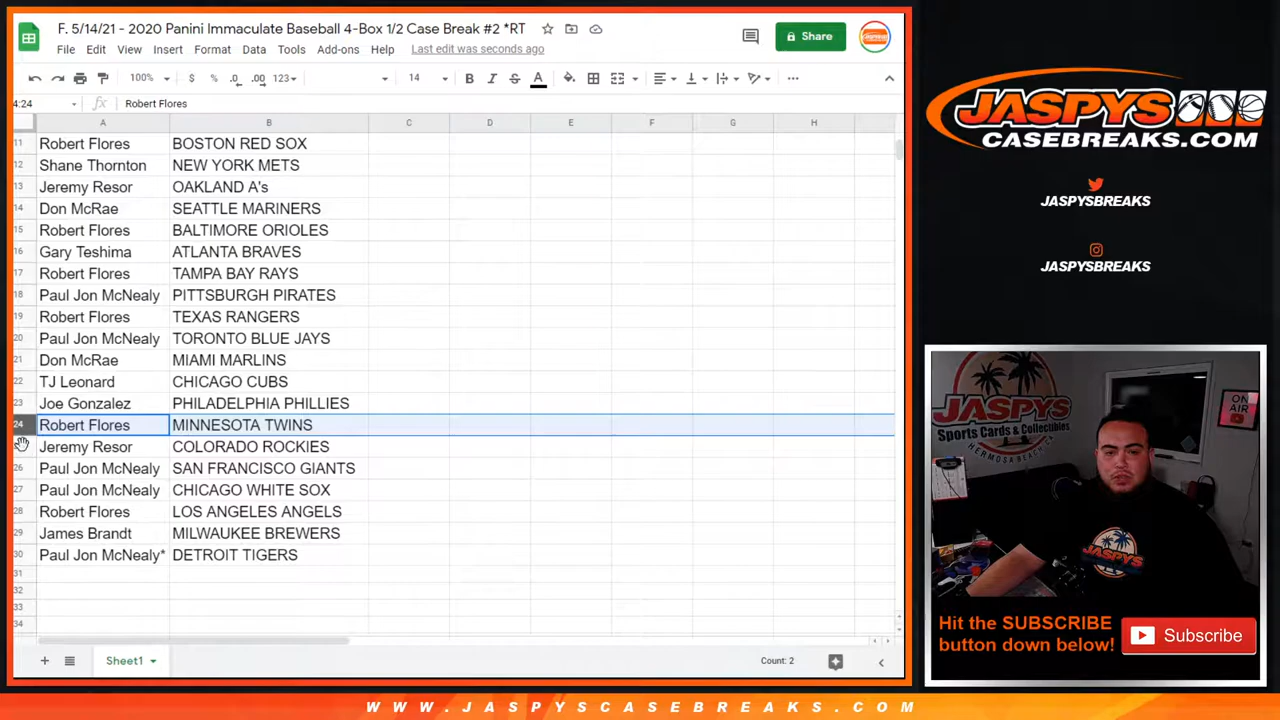 F. 5/14/21 - 2020 Panini Immaculate Baseball 4-Box 1/2 Case Break #2 *RT
Share
File Edit View Insert Format Data Tools Add-ons Help Last edit was seconds ago
100% $ % .0 .00 123 14 B I S A
4:24 fx Robert Flores
A B C D E F G H
11 Robert Flores BOSTON RED SOX
12 Shane Thornton NEW YORK METS
13 Jeremy Resor OAKLAND A's
14 Don McRae SEATTLE MARINERS
15 Robert Flores BALTIMORE ORIOLES
16 Gary Teshima ATLANTA BRAVES
17 Robert Flores TAMPA BAY RAYS
18 Paul Jon McNealy PITTSBURGH PIRATES
19 Robert Flores TEXAS RANGERS
20 Paul Jon McNealy TORONTO BLUE JAYS
21 Don McRae MIAMI MARLINS
22 TJ Leonard CHICAGO CUBS
23 Joe Gonzalez PHILADELPHIA PHILLIES
24 Robert Flores MINNESOTA TWINS
Jeremy Resor COLORADO ROCKIES
26 Paul Jon McNealy SAN FRANCISCO GIANTS
27 Paul Jon McNealy CHICAGO WHITE SOX
28 Robert Flores LOS ANGELES ANGELS
29 James Brandt MILWAUKEE BREWERS
30 Paul Jon McNealy* DETROIT TIGERS
31
32
33
34
Sheet1
Count: 2
JASPYS
CASEBREAKS.COM
JASPYSBREAKS
JASPYSBREAKS
JASPYS
Sports Cards & Collectibles
HERMOSA BEACH, CA
ON AIR
JASPYS
Hit the SUBSCRIBE
button down below!
Subscribe
WWW.JASPYSCASEBREAKS.COM